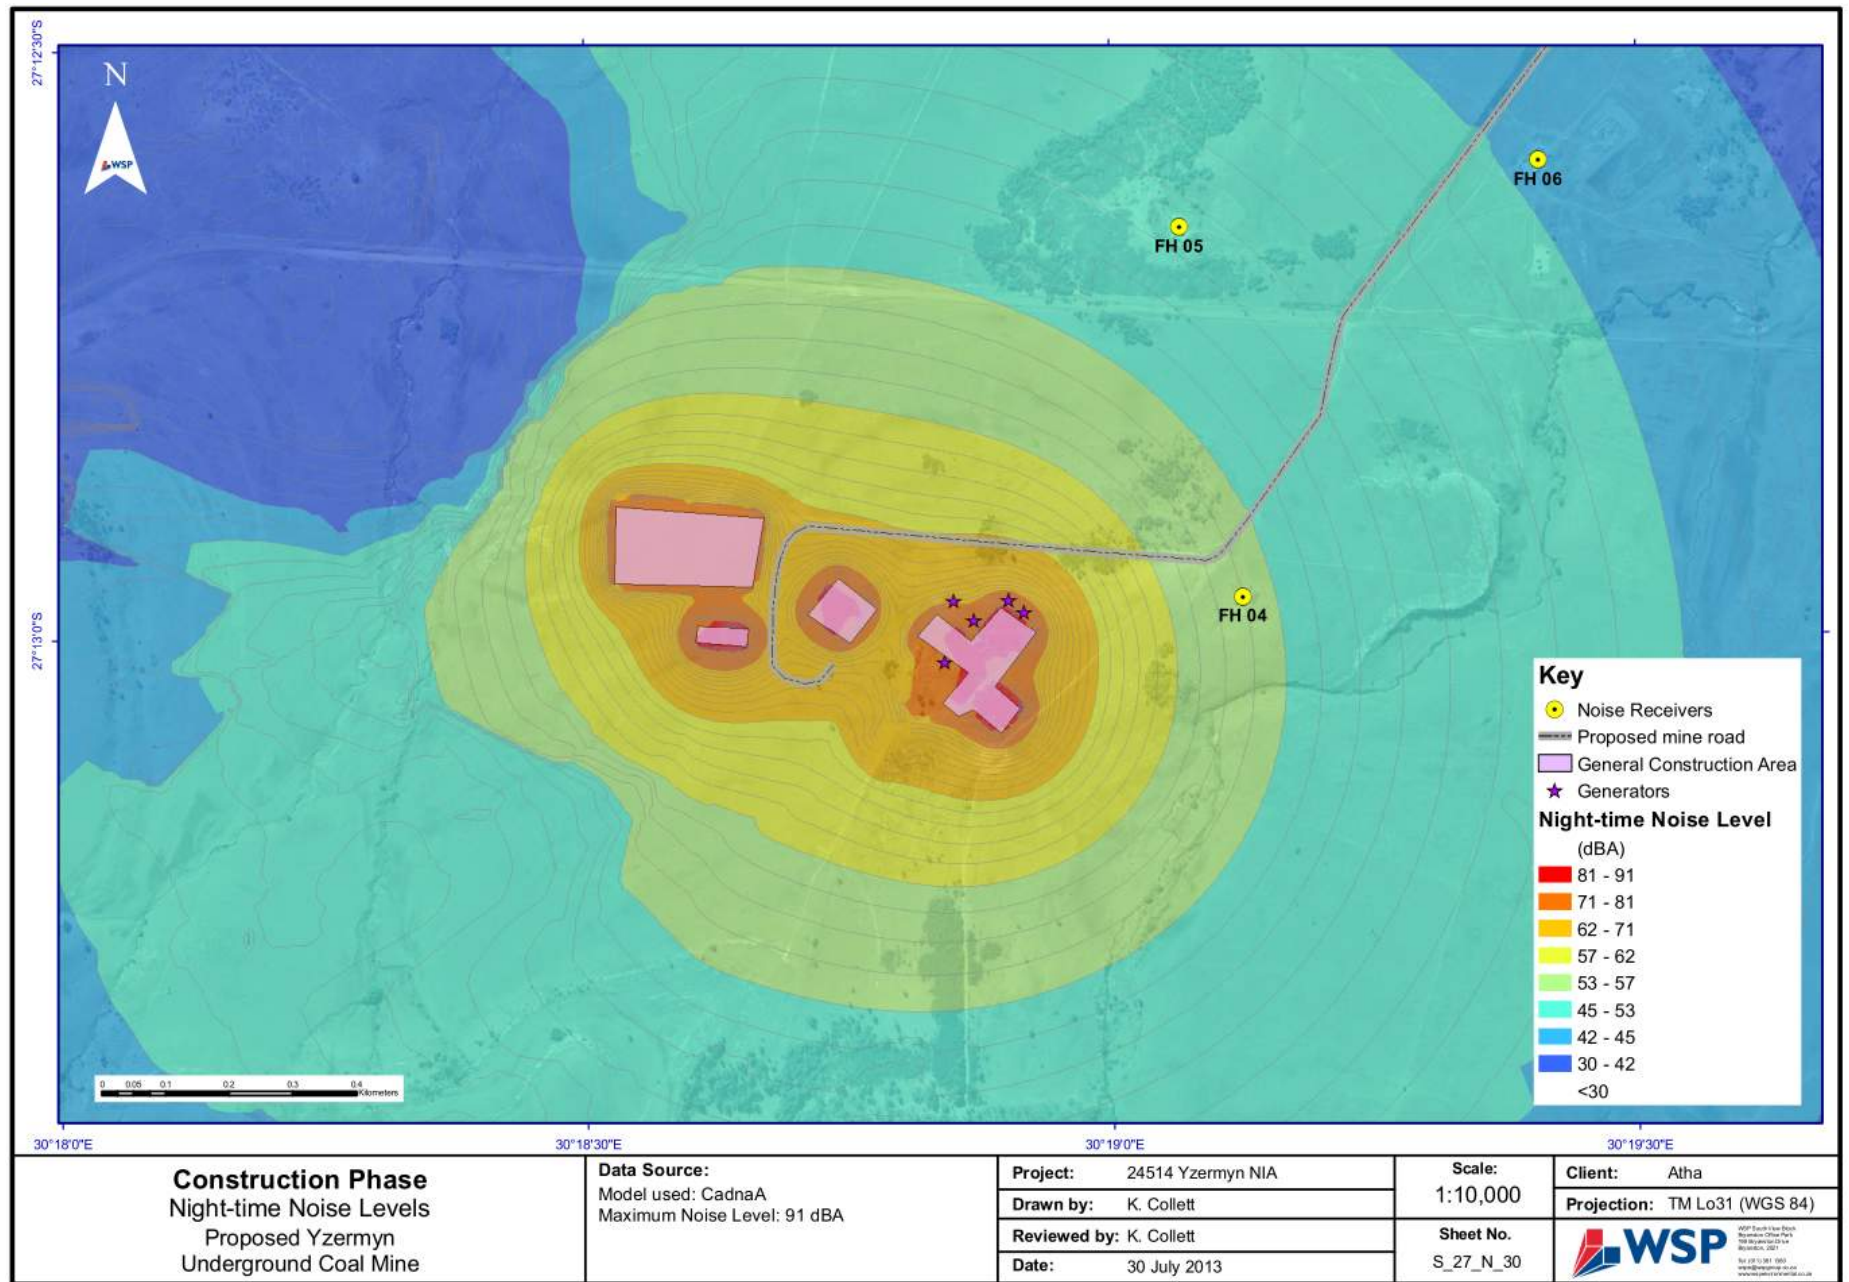 27°12'30"S
N
WSP
FH 06
FH 05
FH 04
27°13'0"S
Key
Noise Receivers
Proposed mine road
General Construction Area
Generators
Night-time Noise Level
(dBA)
81 - 91
71 - 81
62 - 71
57 - 62
53 - 57
45 - 53
42 - 45
30 - 42
<30
0 0.05 0.1 0.2 0.3 0.4
Kilometers
30°18'0"E 30°18'30"E 30°19'0"E 30°19'30"E
Construction Phase
Night-time Noise Levels
Proposed Yzermyn
Underground Coal Mine
Data Source:
Model used: CadnaA
Maximum Noise Level: 91 dBA
Project: 24514 Yzermyn NIA
Drawn by: K. Collett
Reviewed by: K. Collett
Date: 30 July 2013
Scale:
1:10,000
Sheet No.
S_27_N_30
Client: Atha
Projection: TM Lo31 (WGS 84)
WSP